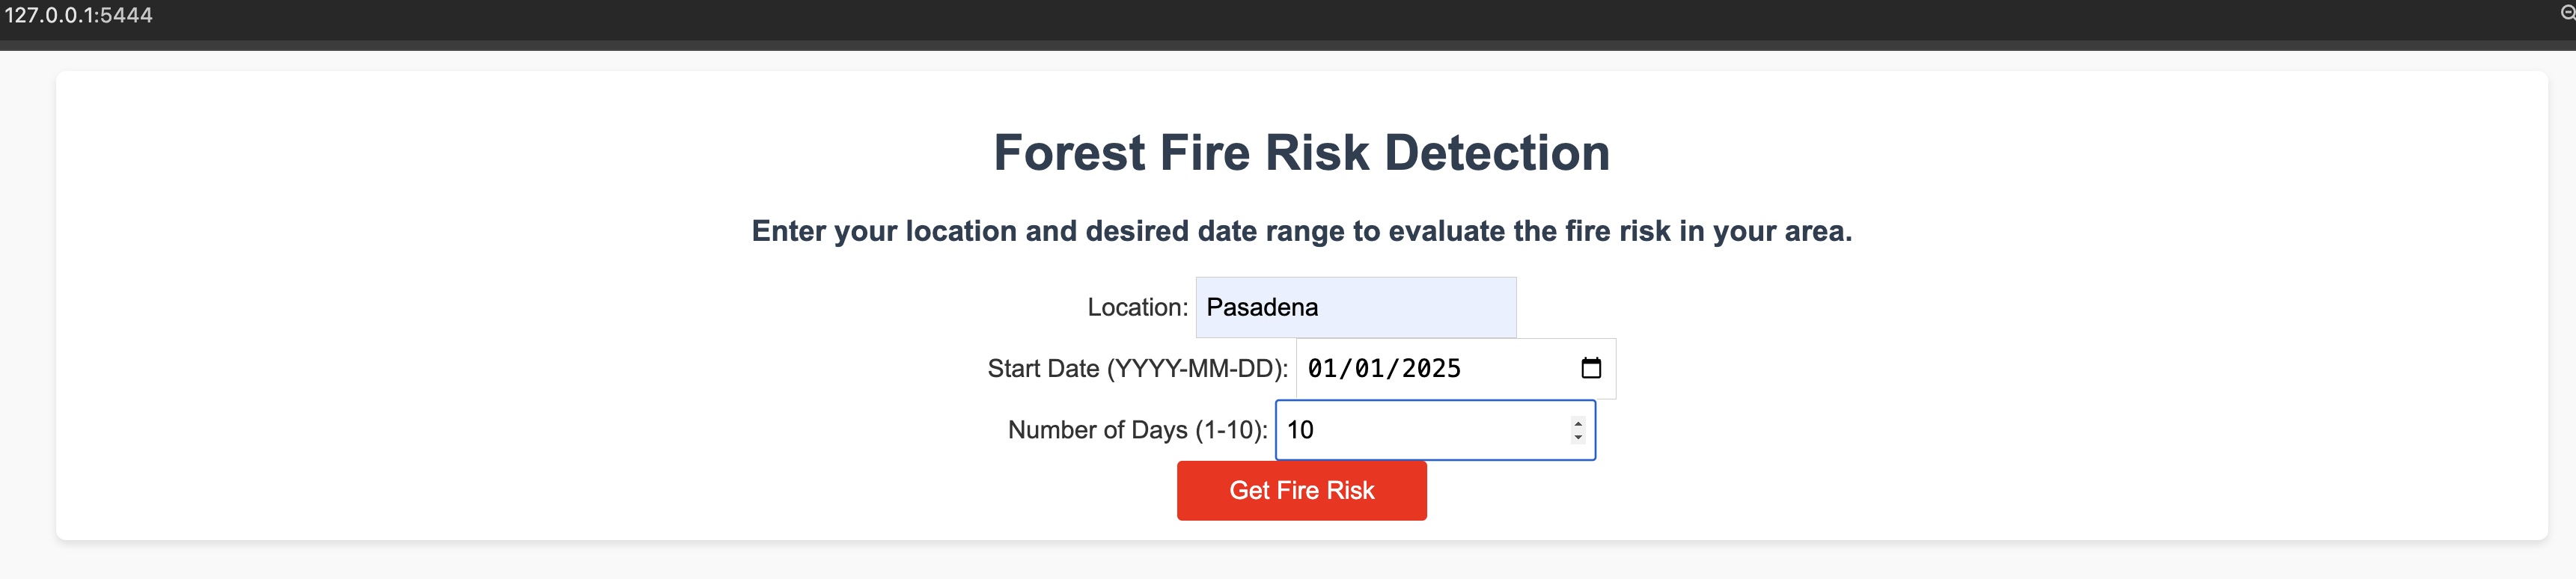 127.0.0.1:5444
Forest Fire Risk Detection
Enter your location and desired date range to evaluate the fire risk in your area.
Location: Pasadena
Start Date (YYYY-MM-DD): 01/01/2025
Number of Days (1-10): 10
Get Fire Risk